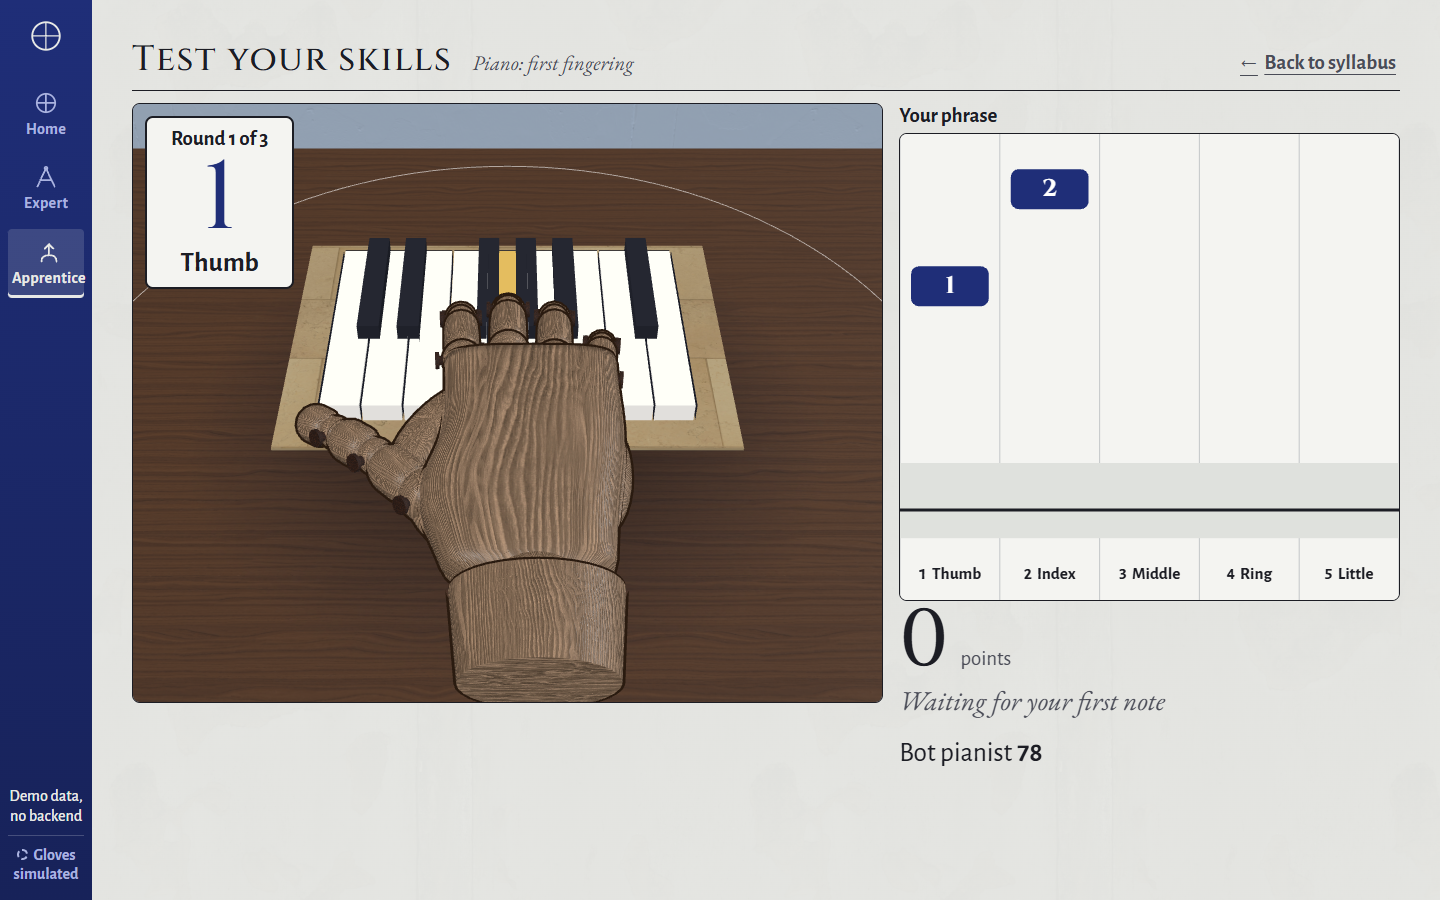 Home
Expert
Apprentice
Demo data,
no backend
Gloves
simulated
Test your skills
Piano: first fingering
← Back to syllabus
Round 1 of 3
1
Thumb
Your phrase
2
1
1 Thumb
2 Index
3 Middle
4 Ring
5 Little
0 points
Waiting for your first note
Bot pianist 78